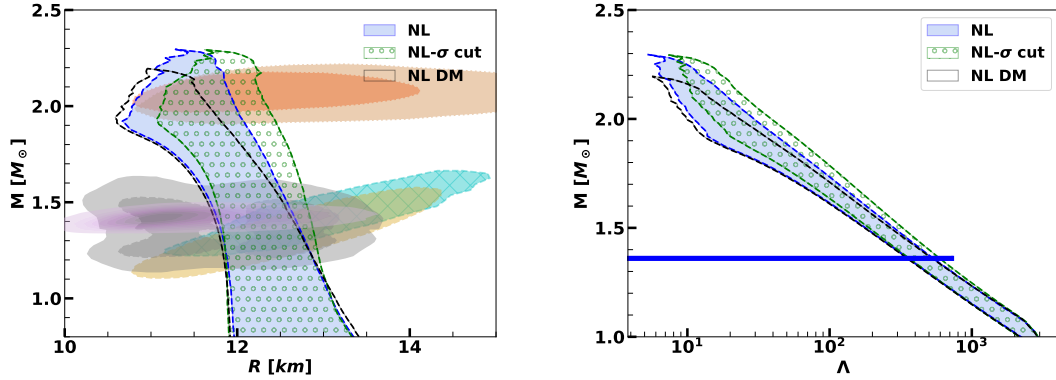 2.5
2.0
1.5
1.0
M [M⊙]
10
12
14
R [km]
NL
NL-σ cut
NL DM
2.5
2.0
1.5
1.0
M [M⊙]
10¹
10²
10³
Λ
NL
NL-σ cut
NL DM